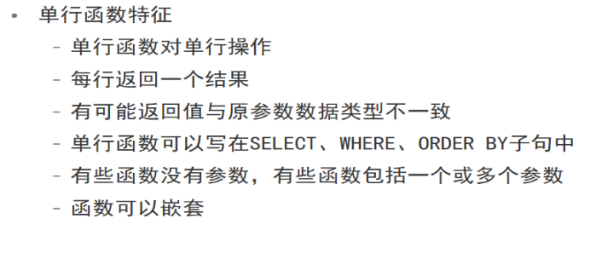 • 单行函数特征
– 单行函数对单行操作
– 每行返回一个结果
– 有可能返回值与原参数数据类型不一致
– 单行函数可以写在SELECT、WHERE、ORDER BY子句中
– 有些函数没有参数，有些函数包括一个或多个参数
– 函数可以嵌套